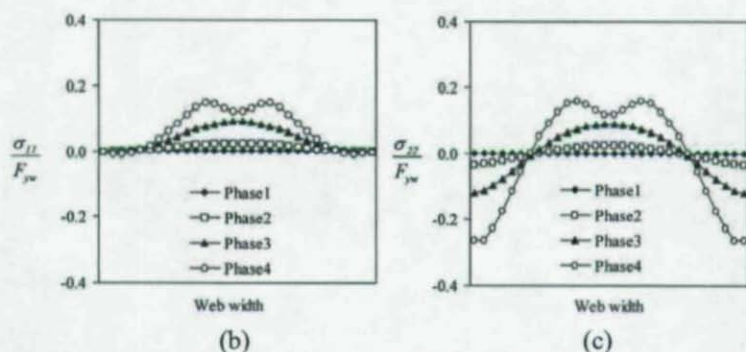 0.4
0.2
0.0
-0.2
-0.4
σ11
Fyw
Phase1
Phase2
Phase3
Phase4
Web width
(b)
0.4
0.2
0.0
-0.2
-0.4
σ22
Fyw
Phase1
Phase2
Phase3
Phase4
Web width
(c)